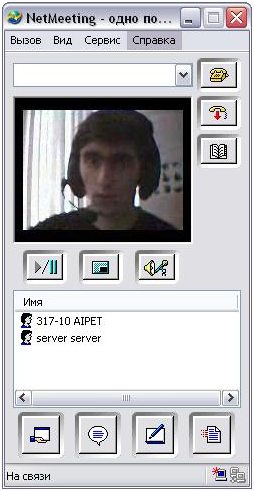 NetMeeting - одно по...
Вызов Вид Сервис Справка
Имя
317-10 AIPET
server server
На связи